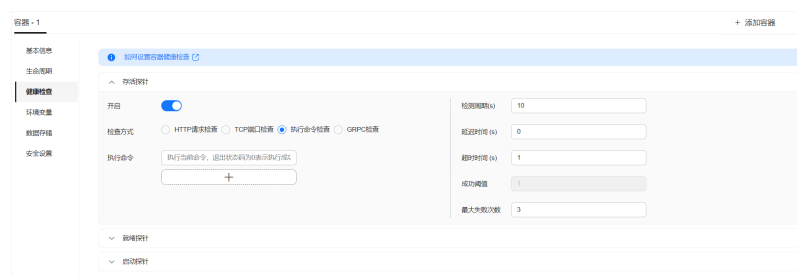 容器 - 1
+ 添加容器
基本信息
生命周期
健康检查
环境变量
数据存储
安全设置
如何设置容器健康检查
存活探针
开启
检查方式
HTTP请求检查
TCP端口检查
执行命令检查
GRPC检查
执行命令
执行当前命令，退出状态码为0表示执行成功
+
检测周期(s)
10
延迟时间 (s)
0
超时时间 (s)
1
成功阈值
1
最大失败次数
3
就绪探针
启动探针